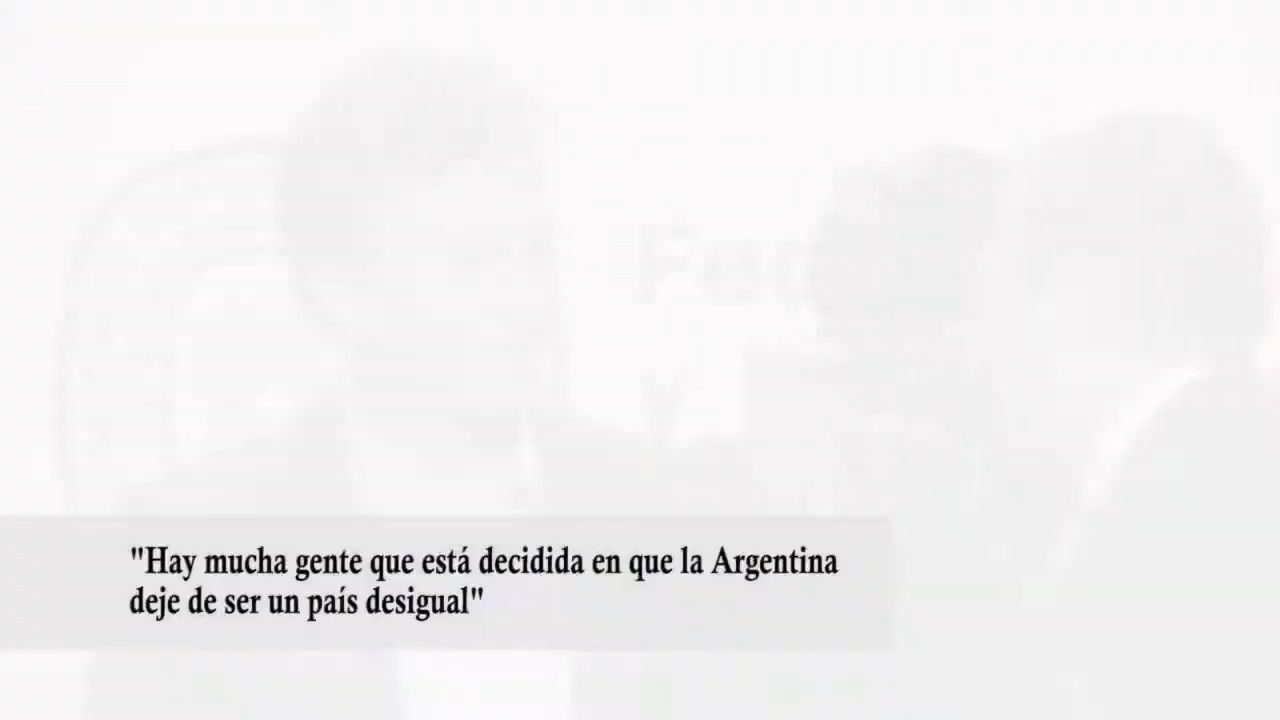 "Hay mucha gente que está decidida en que la Argentina
deje de ser un país desigual"